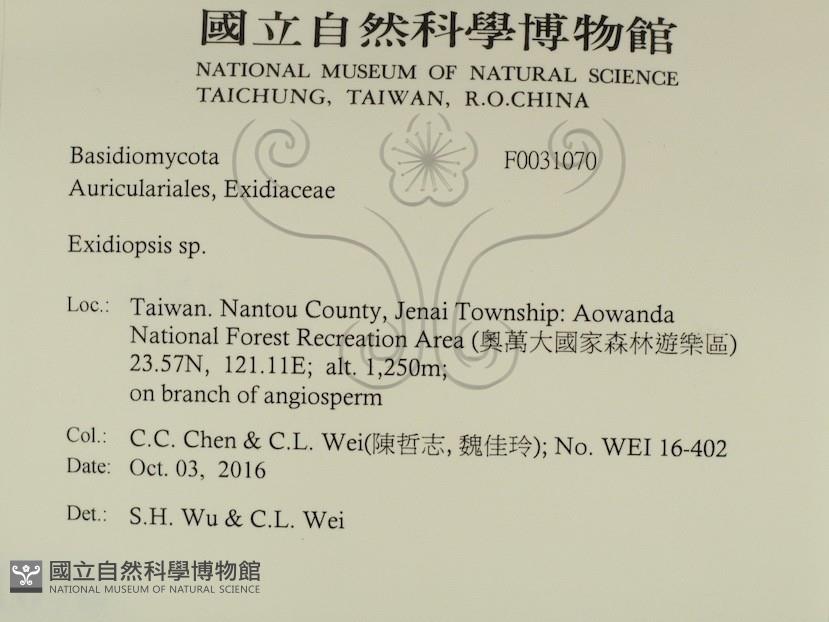 國立自然科學博物館
NATIONAL MUSEUM OF NATURAL SCIENCE
TAICHUNG, TAIWAN, R.O.CHINA
Basidiomycota F0031070
Auriculariales, Exidiaceae
Exidiopsis sp.
Loc.: Taiwan. Nantou County, Jenai Township: Aowanda
National Forest Recreation Area (奧萬大國家森林遊樂區)
23.57N, 121.11E; alt. 1,250m;
on branch of angiosperm
Col.: C.C. Chen & C.L. Wei(陳哲志, 魏佳玲); No. WEI 16-402
Date: Oct. 03, 2016
Det.: S.H. Wu & C.L. Wei
國立自然科學博物館
NATIONAL MUSEUM OF NATURAL SCIENCE